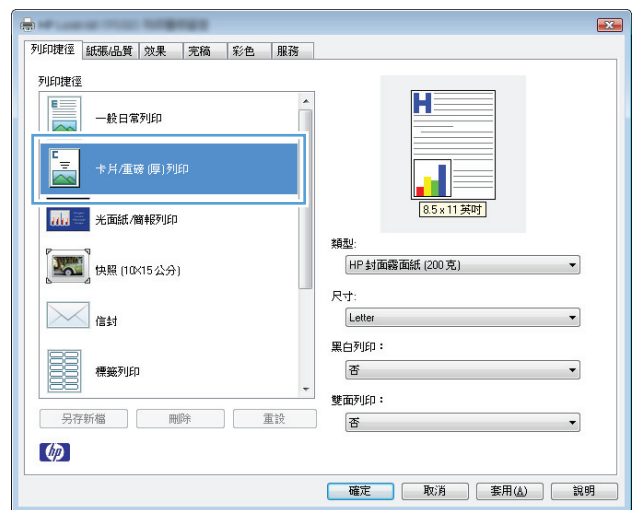 列印捷徑 紙張/品質 效果 完稿 彩色 服務
列印捷徑
一般日常列印
卡片/重磅 (厚) 列印
光面紙/簡報列印
快照 (10X15 公分)
信封
標籤列印
另存新檔 刪除 重設
8.5 x 11 英吋
類型:
HP 封面霧面紙 (200 克)
尺寸:
Letter
黑白列印：
否
雙面列印：
否
hp
確定 取消 套用(A) 說明